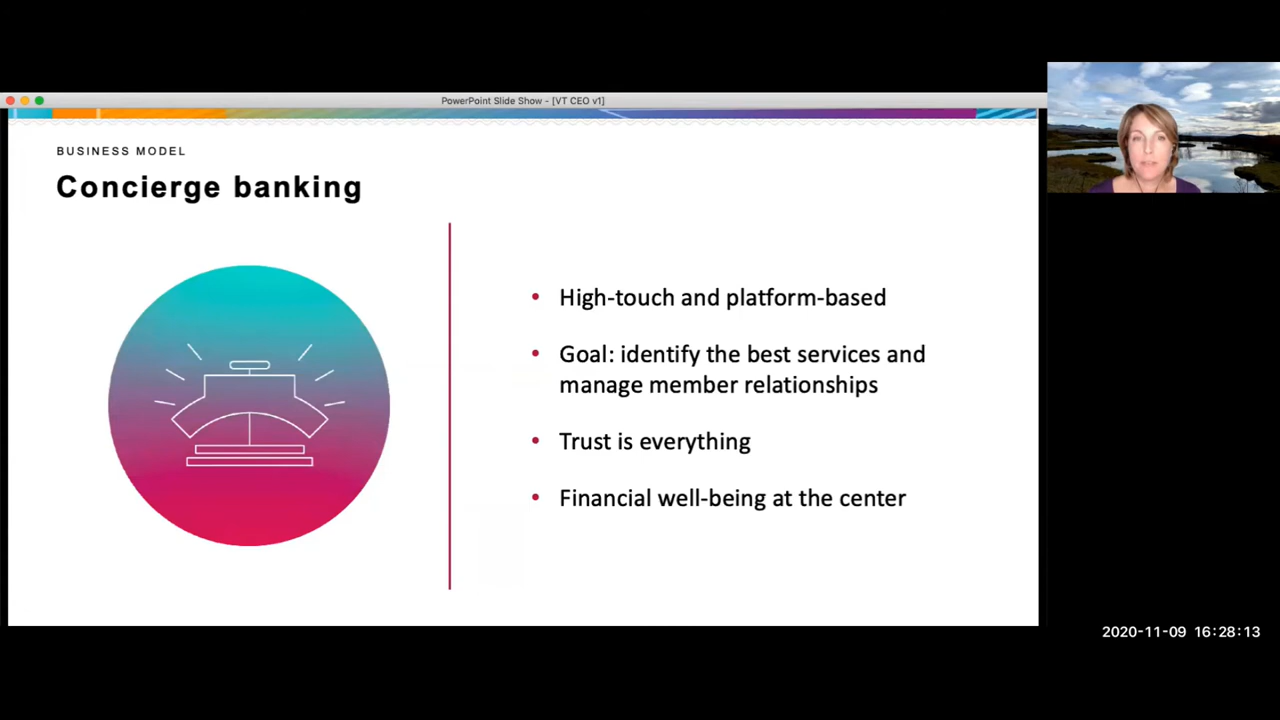 PowerPoint Slide Show - [VT CEO v1]
BUSINESS MODEL
Concierge banking
• High-touch and platform-based
• Goal: identify the best services and
manage member relationships
• Trust is everything
• Financial well-being at the center
2020-11-09 16:28:13